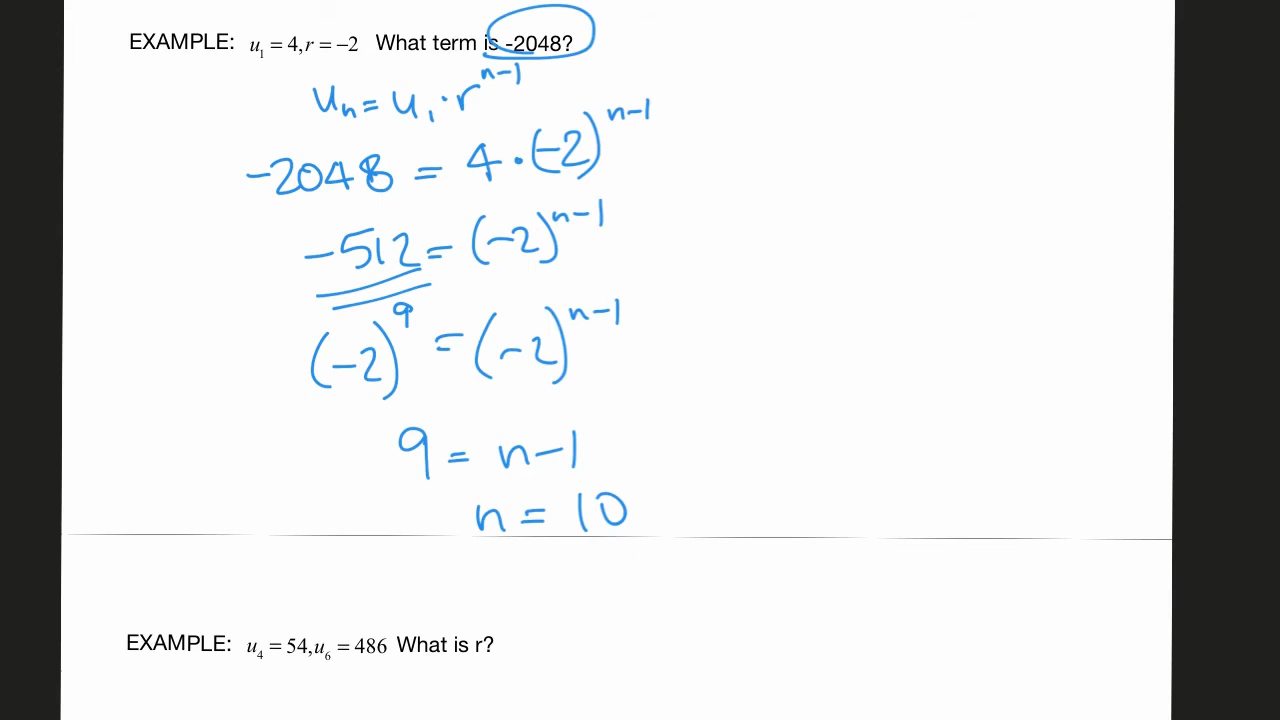 EXAMPLE: u₁ = 4, r = −2 What term is -2048?
uₙ = u₁ · rⁿ⁻¹
−2048 = 4 · (−2)ⁿ⁻¹
−512 = (−2)ⁿ⁻¹
(−2)⁹ = (−2)ⁿ⁻¹
9 = n−1
n = 10
EXAMPLE: u₄ = 54, u₆ = 486 What is r?